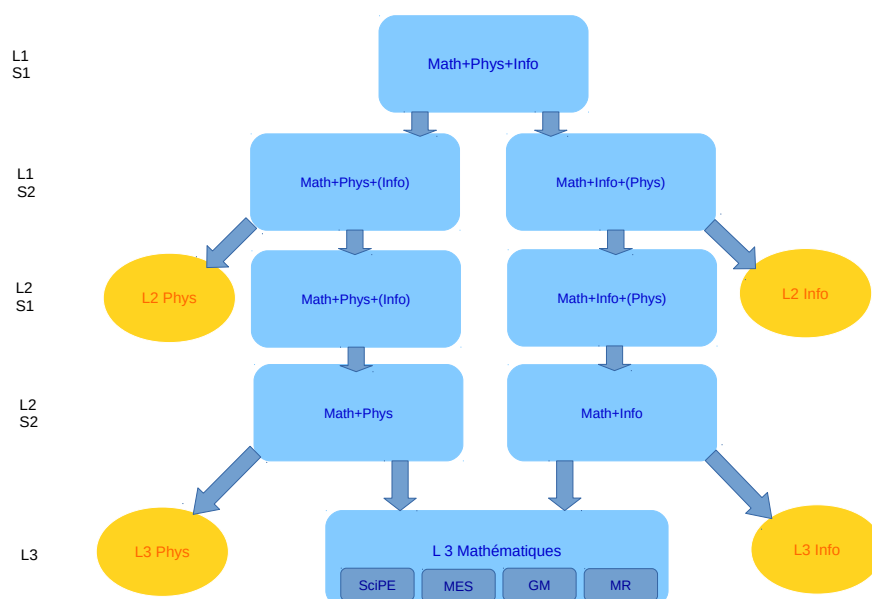 L1
S1
Math+Phys+Info
L1
S2
Math+Phys+(Info)
Math+Info+(Phys)
L2
S1
L2 Phys
Math+Phys+(Info)
Math+Info+(Phys)
L2 Info
L2
S2
Math+Phys
Math+Info
L3
L3 Phys
L 3 Mathématiques
L3 Info
SciPE
MES
GM
MR